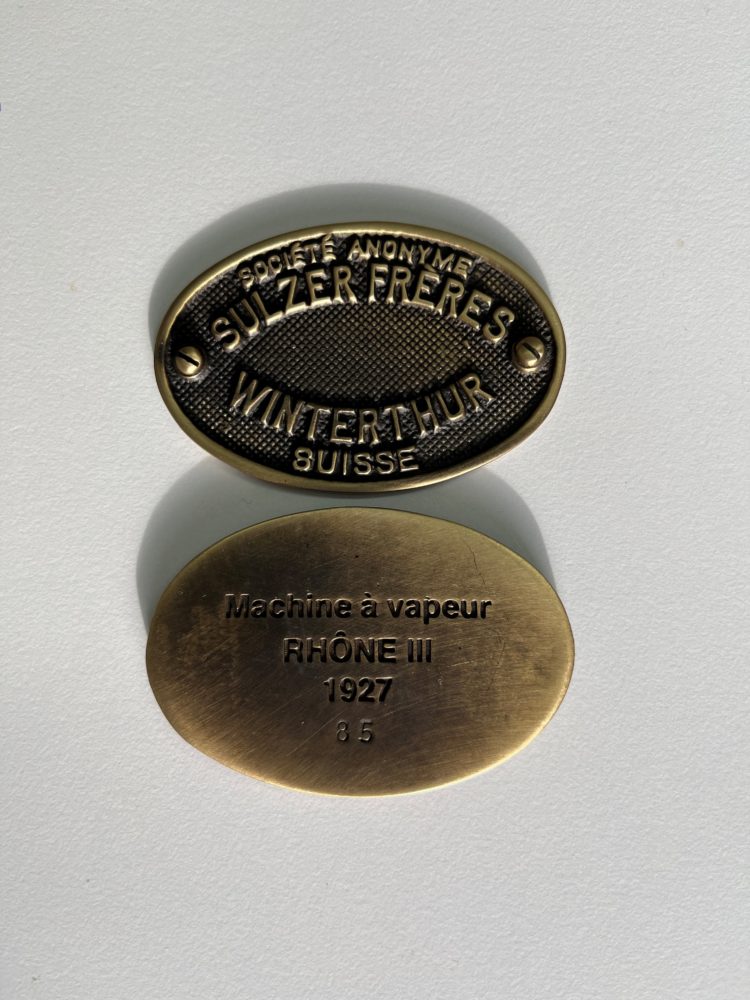 SOCIÉTÉ ANONYME
SULZER FRÈRES
WINTERTHUR
SUISSE
Machine à vapeur
RHÔNE III
1927
85